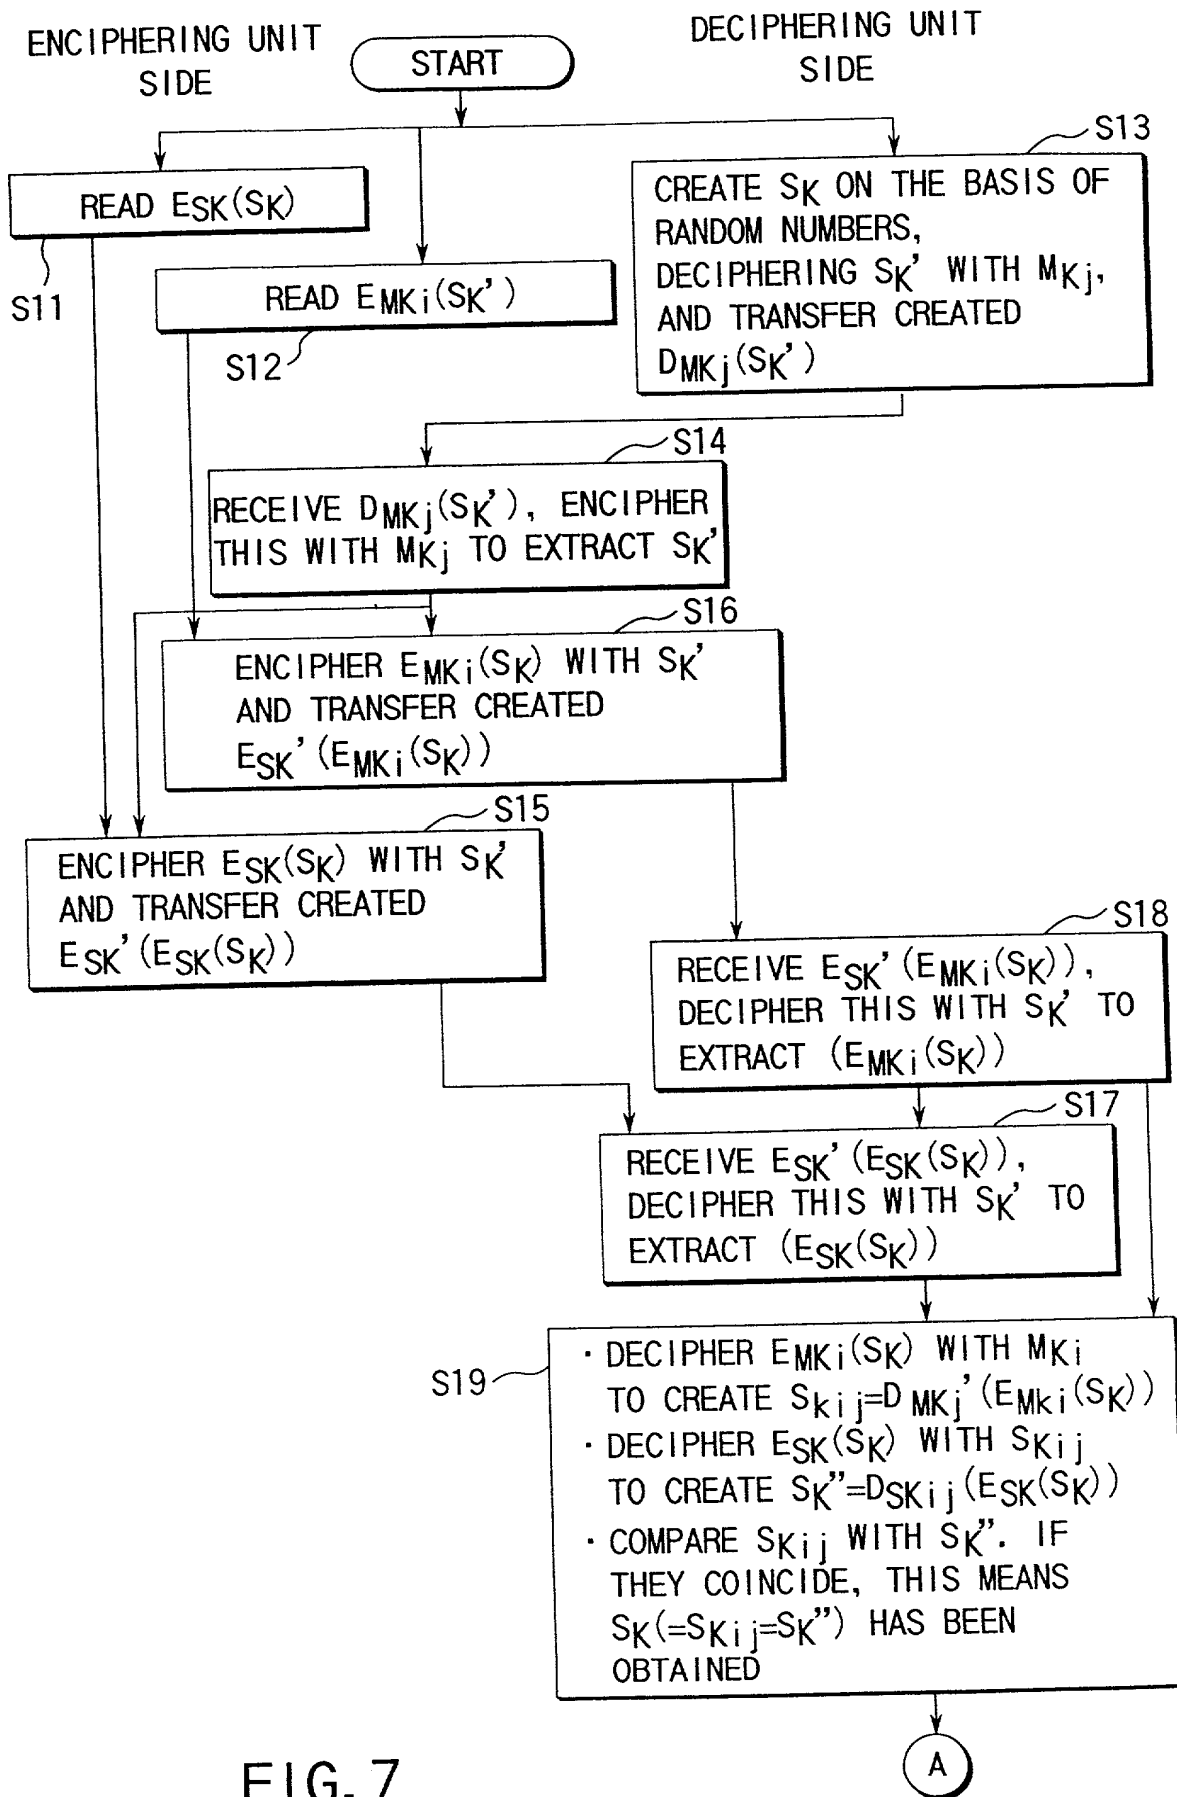 ENCIPHERING UNIT
SIDE
START
DECIPHERING UNIT
SIDE
S13
READ ESK(SK)
S11
READ EMKi(SK')
S12
CREATE SK ON THE BASIS OF
RANDOM NUMBERS,
DECIPHERING SK' WITH MKj,
AND TRANSFER CREATED
DMKj(SK')
S14
RECEIVE DMKj(SK'), ENCIPHER
THIS WITH MKj TO EXTRACT SK'
S16
ENCIPHER EMKi(SK) WITH SK'
AND TRANSFER CREATED
ESK'(EMKi(SK))
S15
ENCIPHER ESK(SK) WITH SK'
AND TRANSFER CREATED
ESK'(ESK(SK))
S18
RECEIVE ESK'(EMKi(SK)),
DECIPHER THIS WITH SK' TO
EXTRACT (EMKi(SK))
S17
RECEIVE ESK'(ESK(SK)),
DECIPHER THIS WITH SK' TO
EXTRACT (ESK(SK))
S19
· DECIPHER EMKi(SK) WITH MKi
TO CREATE Skij=DMKj'(EMki(SK))
· DECIPHER ESK(SK) WITH SKij
TO CREATE SK''=DSKij(ESK(SK))
· COMPARE SKij WITH SK''. IF
THEY COINCIDE, THIS MEANS
SK(=SKij=SK'') HAS BEEN
OBTAINED
A
FIG. 7